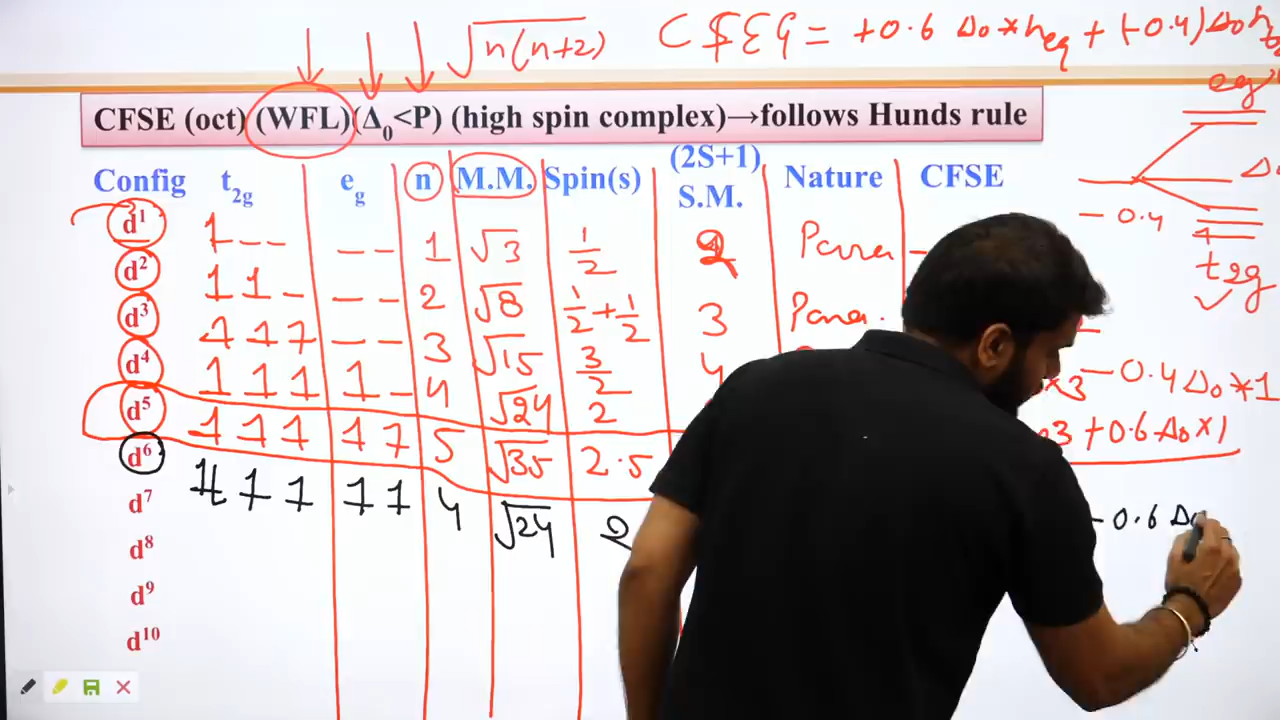 √n(n+2) CFSE = +0.6 Δo*neg + (-0.4)Δo n
eg
CFSE (oct) (WFL)(Δ₀<P) (high spin complex)→follows Hunds rule
Config t₂g eg n M.M. Spin(s) (2S+1) S.M. Nature CFSE
Δ
- 0.4
t2g
d¹ 1 _ _ _ _ 1 √3 1/2 2 Para
d² 1 1 _ _ _ 2 √8 1/2+1/2 3 Para.
d³ 1 1 1 _ _ 3 √15 3/2 4
d⁴ 1 1 1 1 _ 4 √24 2
×3 - 0.4 Δo*1
d⁵ 1 1 1 1 1 5 √35 2.5
3 + 0.6 Δo×1
d⁶ 1 1 1 1 1 4 √24 2
- 0.6 Δo
d⁷
d⁸
d⁹
d¹⁰